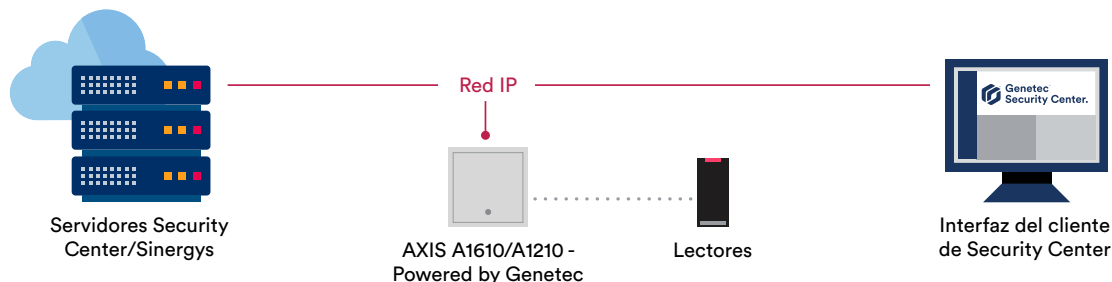 Red IP
Genetec
Security Center.
Servidores Security
Center/Sinergys
AXIS A1610/A1210 -
Powered by Genetec
Lectores
Interfaz del cliente
de Security Center